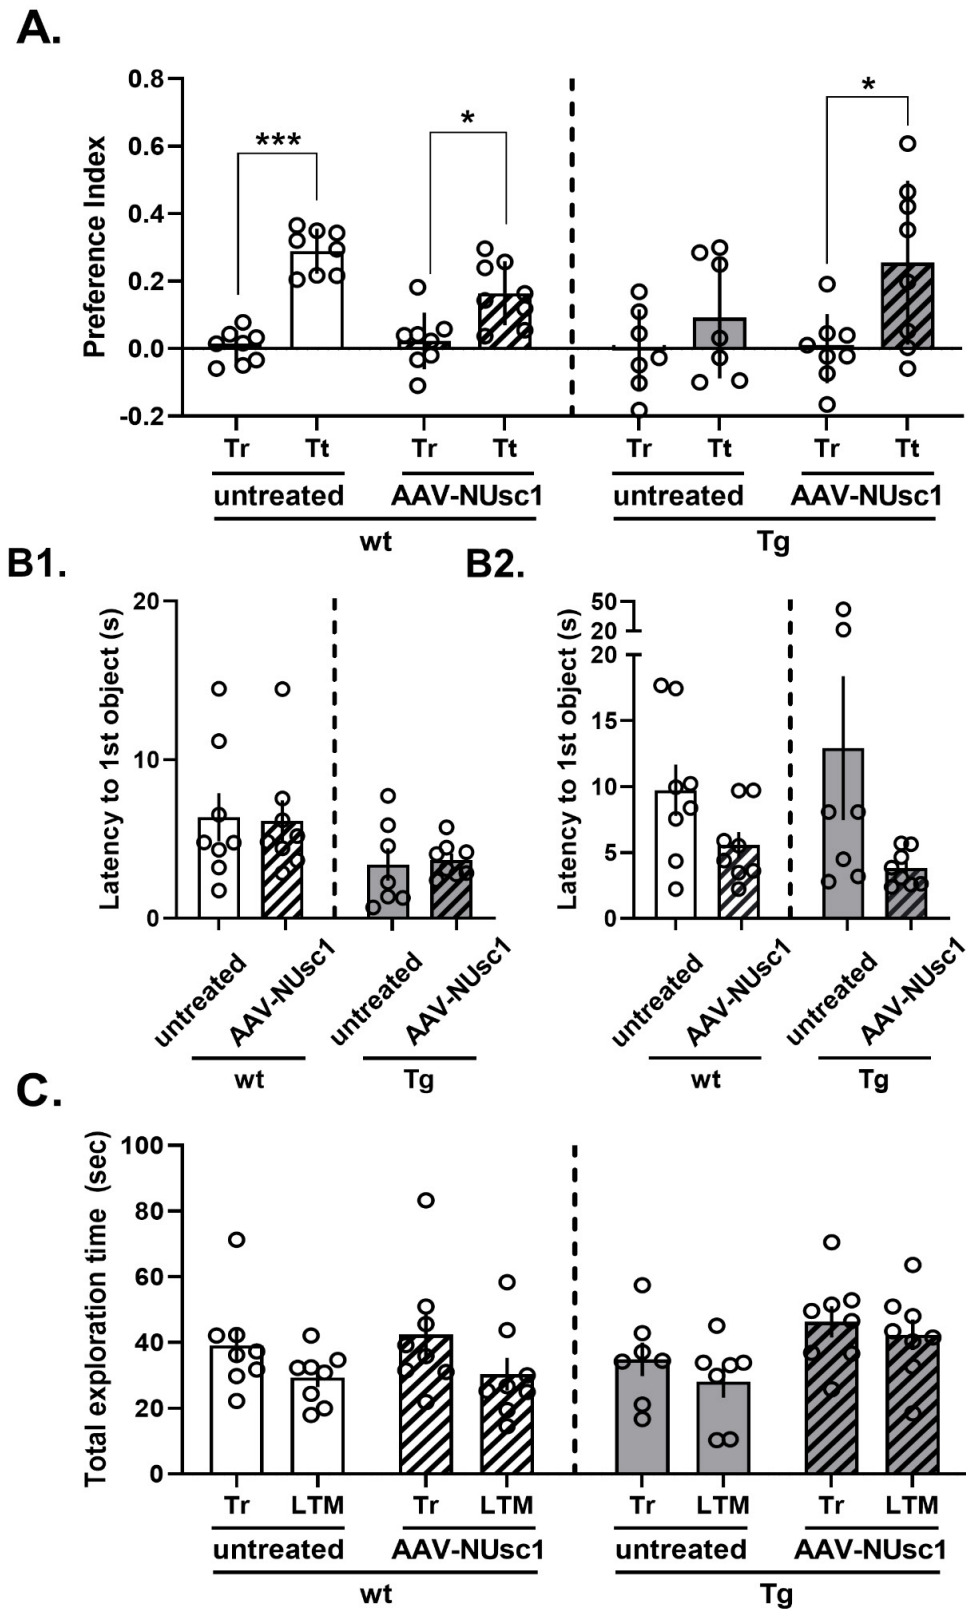 A.
Preference Index
0.8
0.6
0.4
0.2
0.0
-0.2
*** * *
Tr Tt Tr Tt Tr Tt Tr Tt
untreated AAV-NUsc1 untreated AAV-NUsc1
wt Tg
B1.
Latency to 1st object (s)
20
10
0
untreated AAV-NUsc1 untreated AAV-NUsc1
wt Tg
B2.
Latency to 1st object (s)
50
20
20
15
10
5
0
untreated AAV-NUsc1 untreated AAV-NUsc1
wt Tg
C.
Total exploration time (sec)
100
80
60
40
20
0
Tr LTM Tr LTM Tr LTM Tr LTM
untreated AAV-NUsc1 untreated AAV-NUsc1
wt Tg